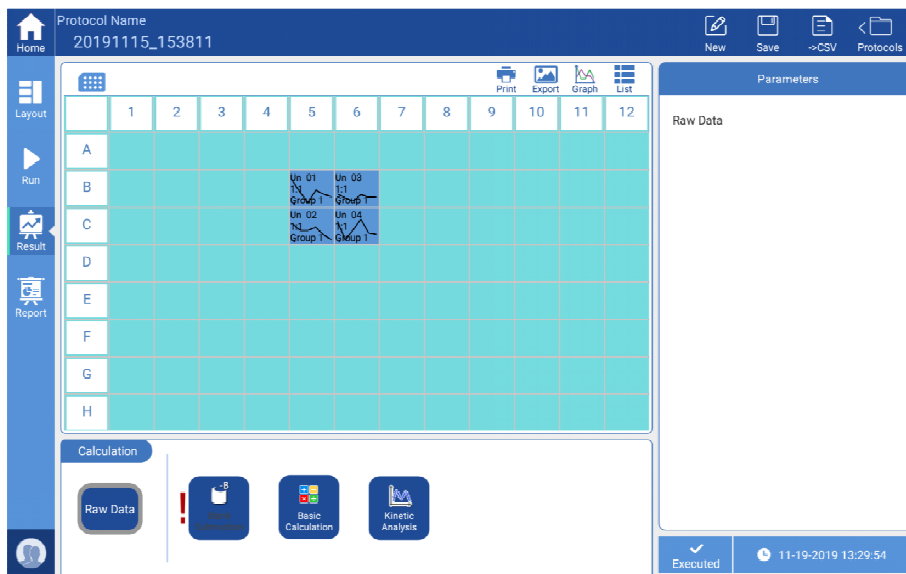 Protocol Name
20191115_153811
Home
New
Save
->CSV
Protocols
Layout
Run
Result
Report
Print
Export
Graph
List
1 2 3 4 5 6 7 8 9 10 11 12
A
B
C
D
E
F
G
H
Un 01
1:1
Group 1
Un 03
1:1
Group 1
Un 02
1:1
Group 1
Un 04
1:1
Group 1
Parameters
Raw Data
Calculation
Raw Data
!
-B
Basic
Calculation
Kinetic
Analysis
Executed
11-19-2019 13:29:54